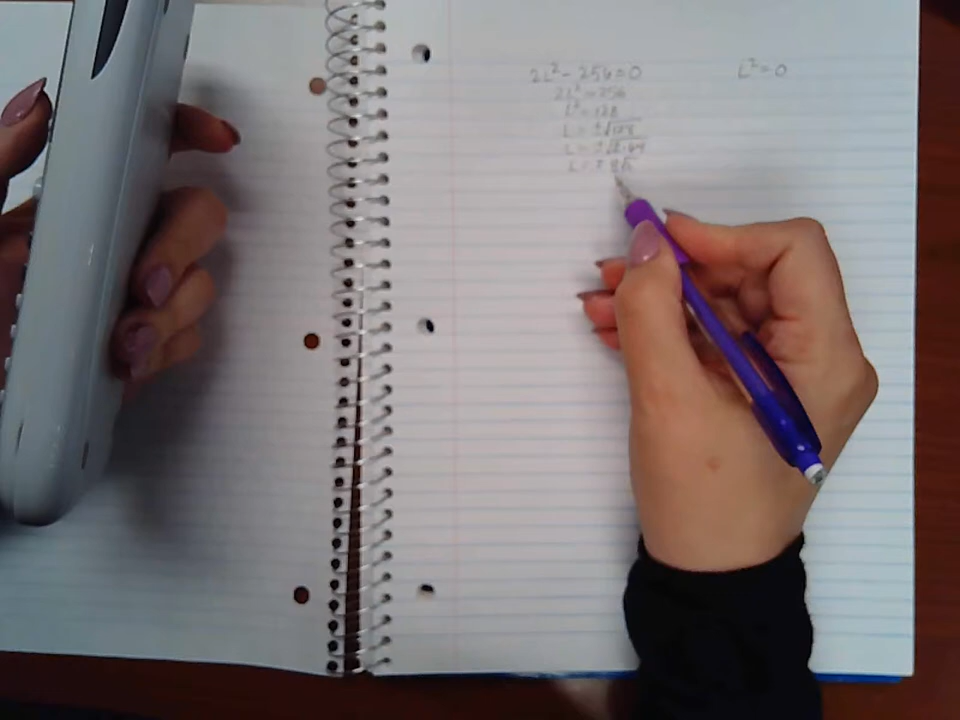 2L² - 256 = 0
L² = 0
2L² = 256
L² = 128
L = ±√128
L = ±√2·64
L = ± 8√2